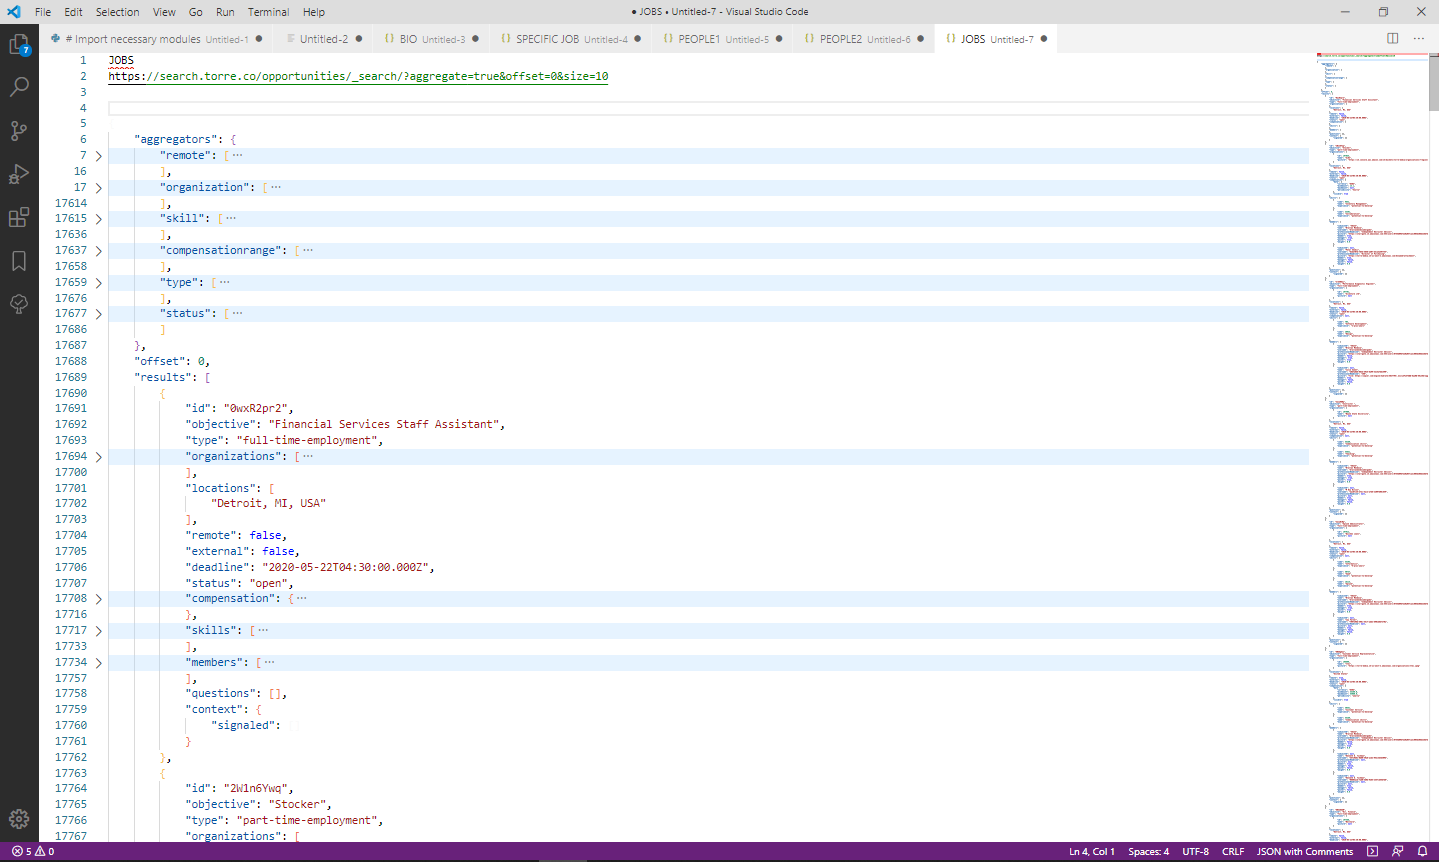 File Edit Selection View Go Run Terminal Help
● JOBS • Untitled-7 - Visual Studio Code
7
# Import necessary modules Untitled-1 ●
Untitled-2 ●
{} BIO Untitled-3 ●
{} SPECIFIC JOB Untitled-4 ●
{} PEOPLE1 Untitled-5 ●
{} PEOPLE2 Untitled-6 ●
{} JOBS Untitled-7 ●
1 JOBS
2 https://search.torre.co/opportunities/_search/?aggregate=true&offset=0&size=10
3
4
5
6 "aggregators": {
7 "remote": [ ⋯
16 ],
17 "organization": [ ⋯
17614 ],
17615 "skill": [ ⋯
17636 ],
17637 "compensationrange": [ ⋯
17658 ],
17659 "type": [ ⋯
17676 ],
17677 "status": [ ⋯
17686 ]
17687 },
17688 "offset": 0,
17689 "results": [
17690 {
17691 "id": "0wxR2pr2",
17692 "objective": "Financial Services Staff Assistant",
17693 "type": "full-time-employment",
17694 "organizations": [ ⋯
17700 ],
17701 "locations": [
17702 "Detroit, MI, USA"
17703 ],
17704 "remote": false,
17705 "external": false,
17706 "deadline": "2020-05-22T04:30:00.000Z",
17707 "status": "open",
17708 "compensation": { ⋯
17716 },
17717 "skills": [ ⋯
17733 ],
17734 "members": [ ⋯
17757 ],
17758 "questions": [],
17759 "context": {
17760 "signaled":
17761 }
17762 },
17763 {
17764 "id": "2W1n6Ywq",
17765 "objective": "Stocker",
17766 "type": "part-time-employment",
17767 "organizations": [
5 0 Ln 4, Col 1 Spaces: 4 UTF-8 CRLF JSON with Comments